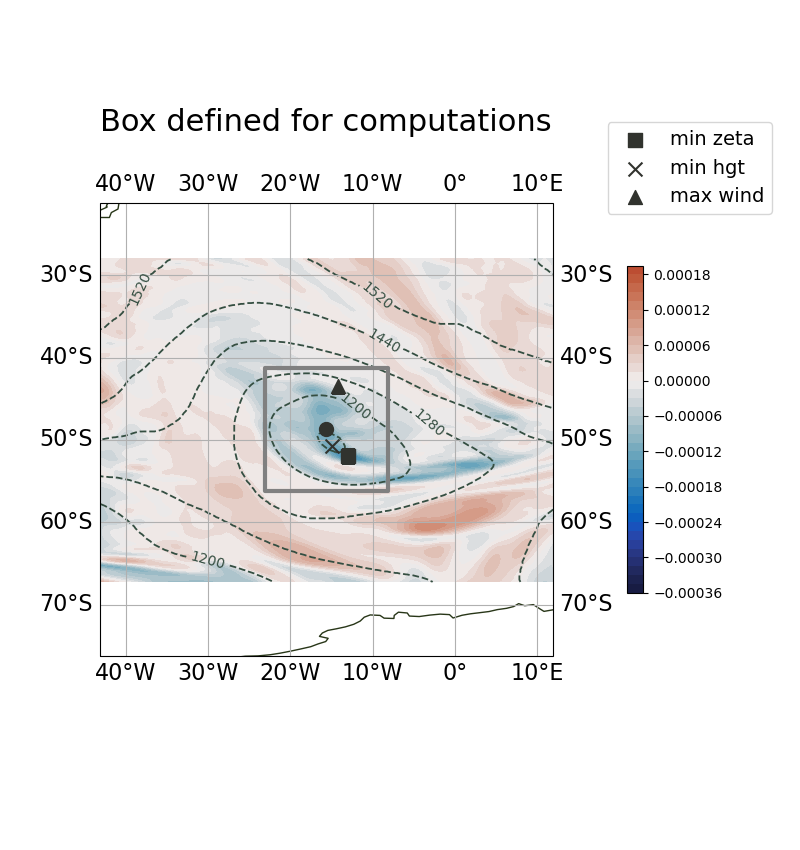 Box defined for computations
min zeta
min hgt
max wind
40°W 30°W 20°W 10°W 0° 10°E
30°S 30°S
40°S 40°S
50°S 50°S
60°S 60°S
70°S 70°S
40°W 30°W 20°W 10°W 0° 10°E
1520
1520
1440
1200
1280
1200
0.00018
0.00012
0.00006
0.00000
−0.00006
−0.00012
−0.00018
−0.00024
−0.00030
−0.00036